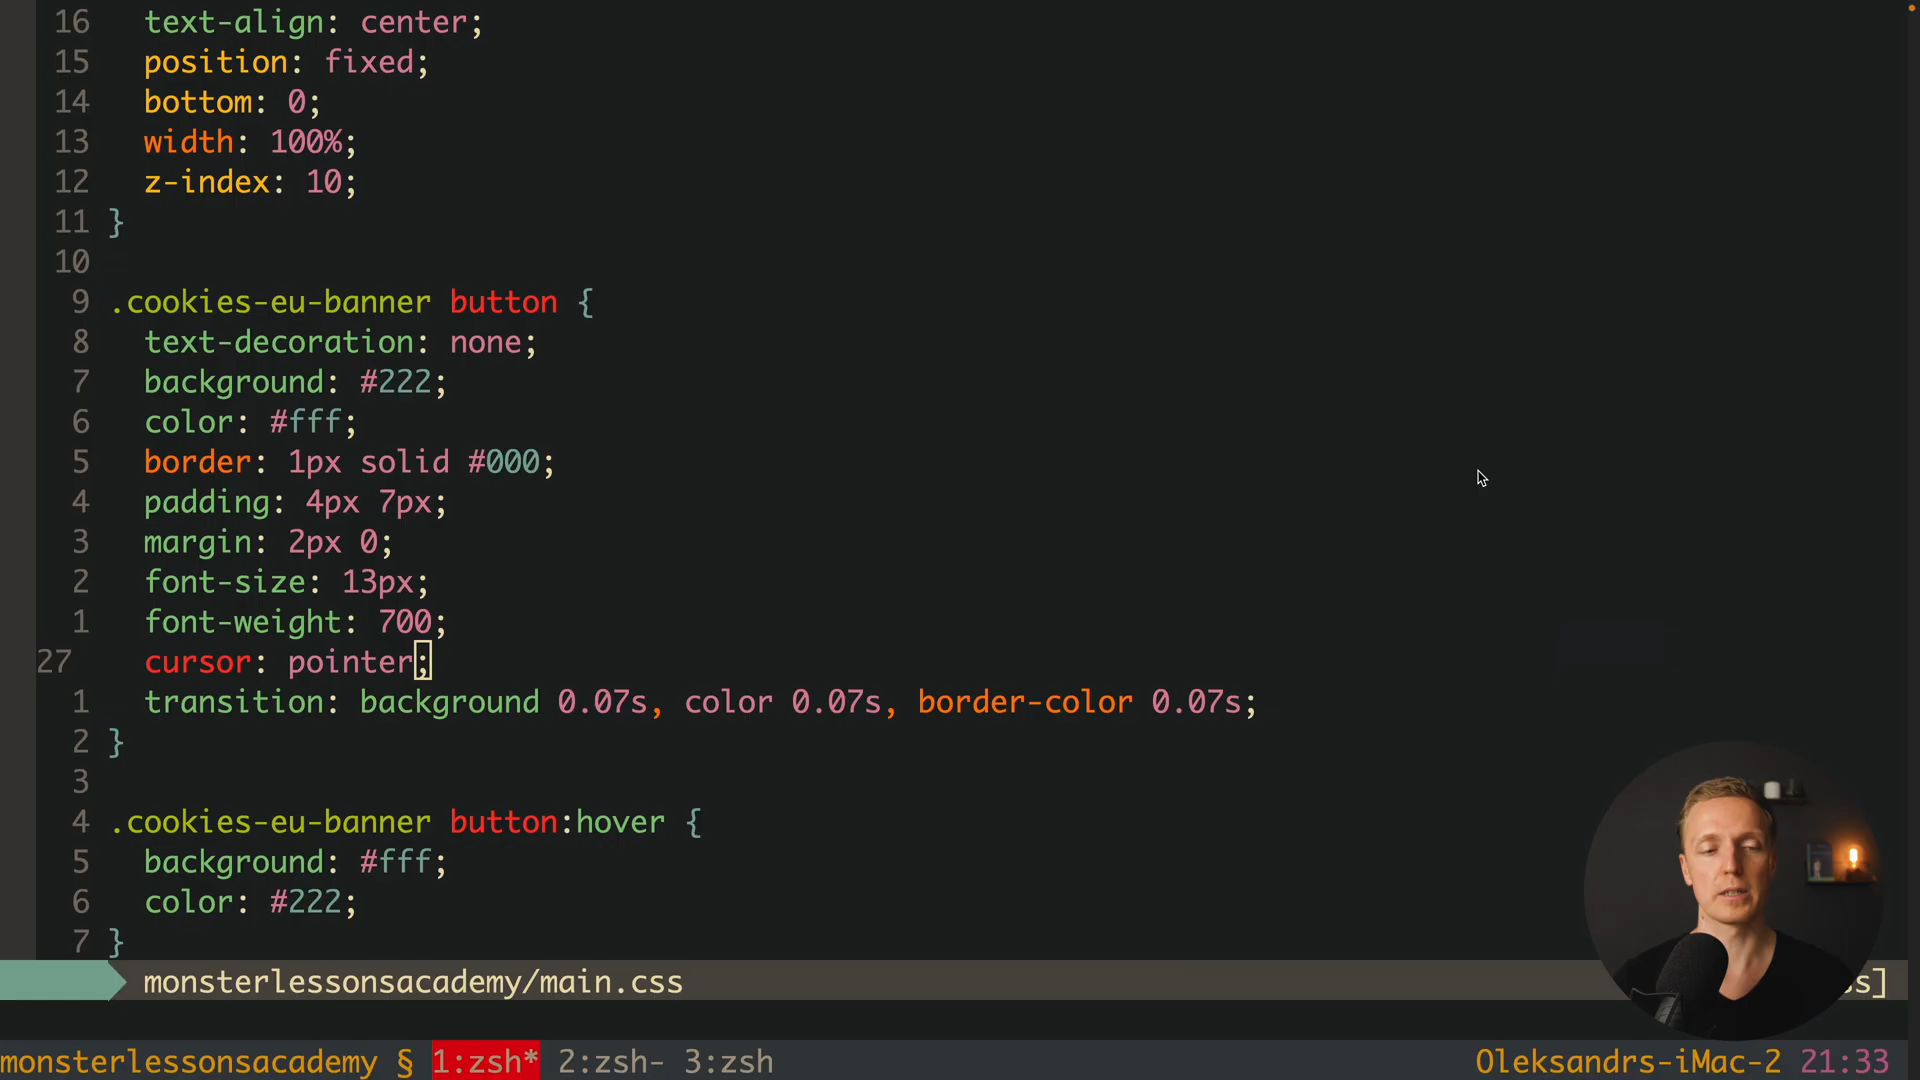 16 text-align: center;
15 position: fixed;
14 bottom: 0;
13 width: 100%;
12 z-index: 10;
11 }
10
9 .cookies-eu-banner button {
8 text-decoration: none;
7 background: #222;
6 color: #fff;
5 border: 1px solid #000;
4 padding: 4px 7px;
3 margin: 2px 0;
2 font-size: 13px;
1 font-weight: 700;
27 cursor: pointer;
1 transition: background 0.07s, color 0.07s, border-color 0.07s;
2 }
3
4 .cookies-eu-banner button:hover {
5 background: #fff;
6 color: #222;
7 }
monsterlessonsacademy/main.css s]
monsterlessonsacademy § 1:zsh* 2:zsh- 3:zsh Oleksandrs-iMac-2 21:33